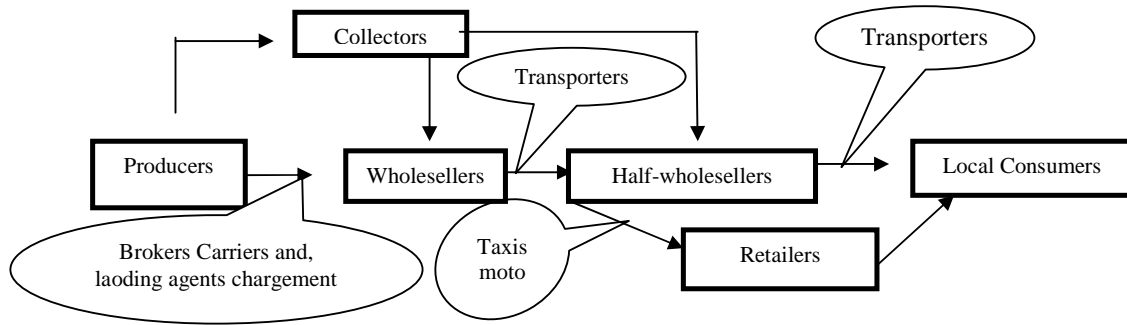 Collectors
Transporters
Transporters
Producers
Wholesellers
Half-wholesellers
Local Consumers
Brokers Carriers and,
laoding agents chargement
Taxis
moto
Retailers